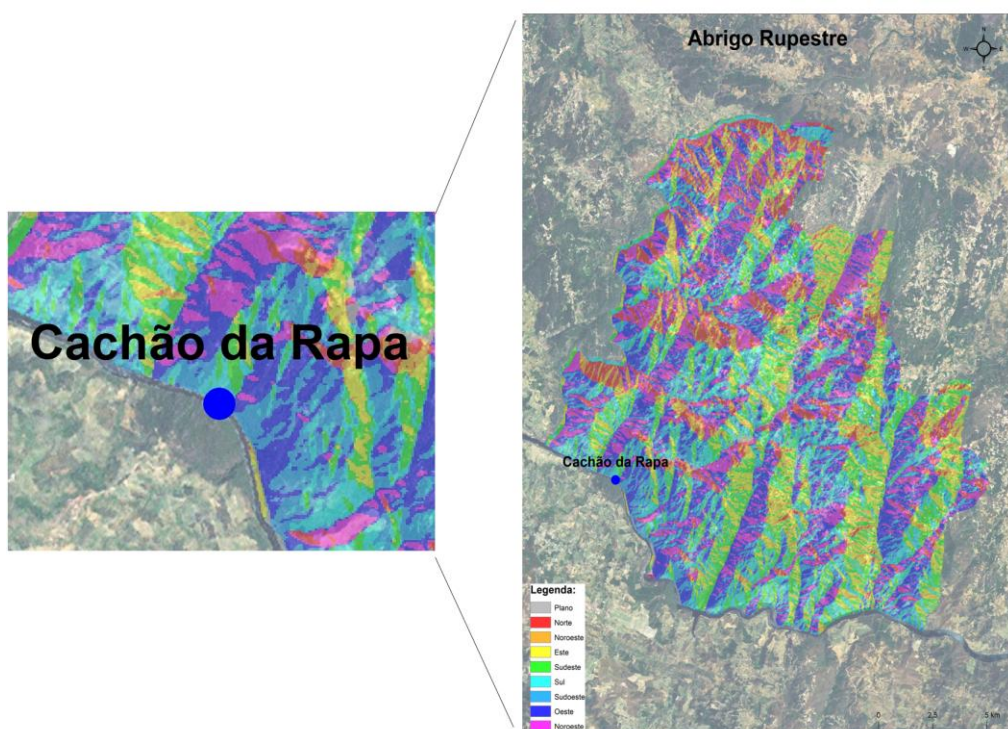 Abrigo Rupestre
N
W
E
S
Cachão da Rapa
Cachão da Rapa
Legenda:
Plano
Norte
Noroeste
Este
Sudeste
Sul
Sudoeste
Oeste
Noroeste
0 2,5 5 km